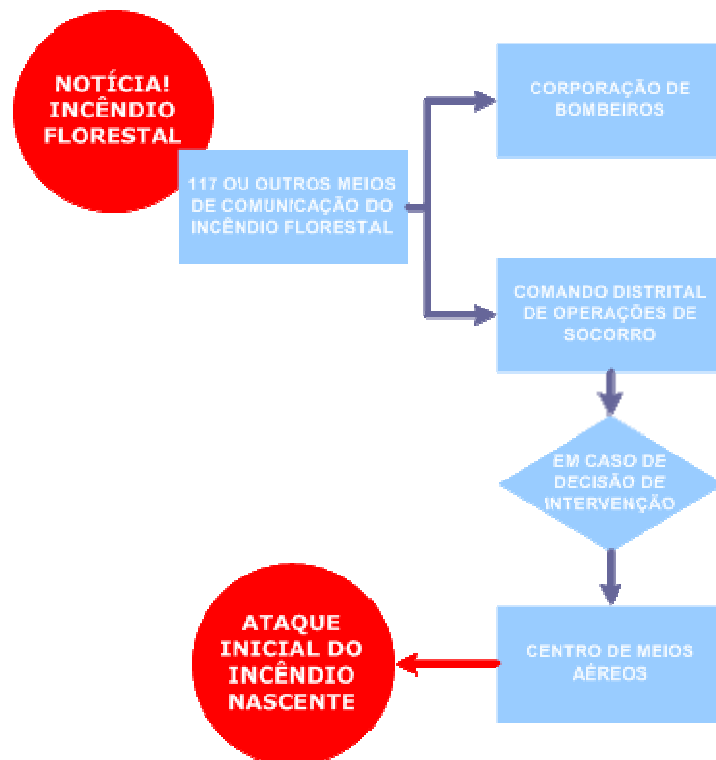 NOTÍCIA!
INCÊNDIO
FLORESTAL
117 OU OUTROS MEIOS
DE COMUNICAÇÃO DO
INCÊNDIO FLORESTAL
CORPORAÇÃO DE
BOMBEIROS
COMANDO DISTRITAL
DE OPERAÇÕES DE
SOCORRO
EM CASO DE
DECISÃO DE
INTERVENÇÃO
CENTRO DE MEIOS
AÉREOS
ATAQUE
INICIAL DO
INCÊNDIO
NASCENTE